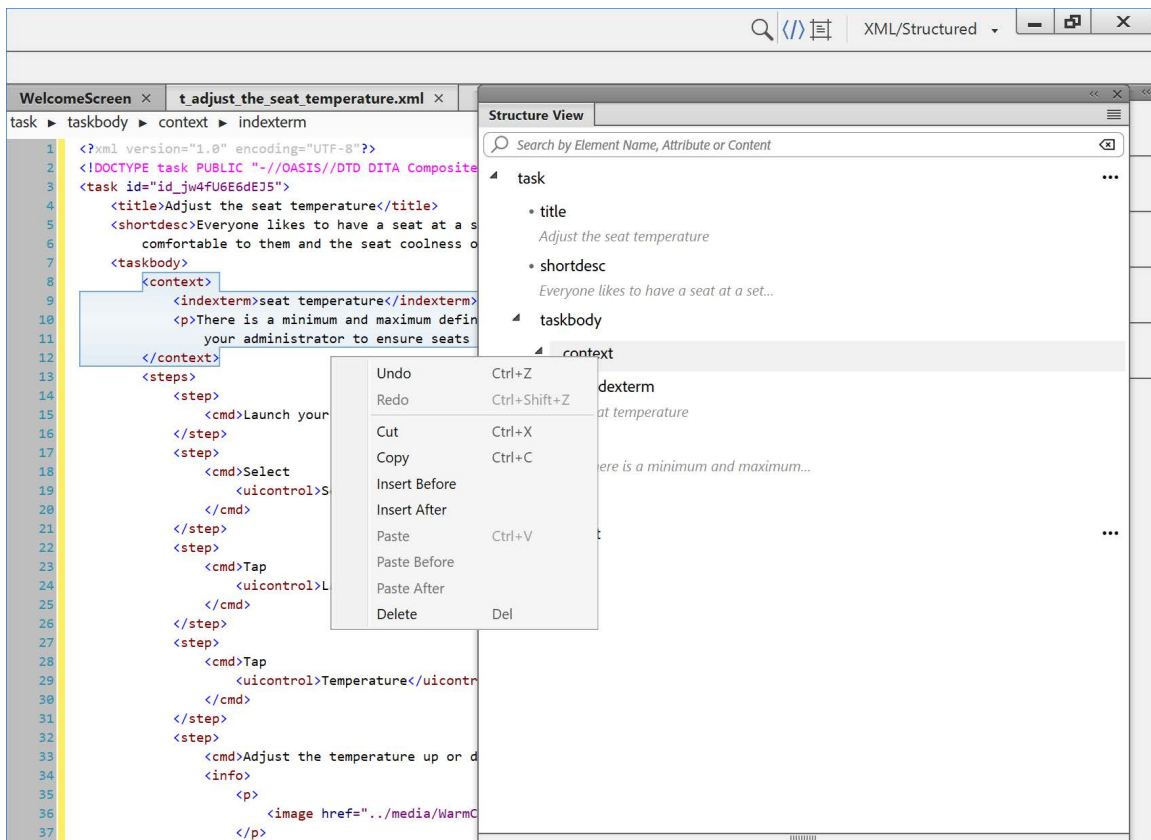 XML/Structured
WelcomeScreen ×
t_adjust_the_seat_temperature.xml ×
task ► taskbody ► context ► indexterm
1 <?xml version="1.0" encoding="UTF-8"?>
2 <!DOCTYPE task PUBLIC "-//OASIS//DTD DITA Composite
3 <task id="id_jw4fU6E6dEJ5">
4 <title>Adjust the seat temperature</title>
5 <shortdesc>Everyone likes to have a seat at a s
6 comfortable to them and the seat coolness o
7 <taskbody>
8 <context>
9 <indexterm>seat temperature</indexterm>
10 <p>There is a minimum and maximum defin
11 your administrator to ensure seats
12 </context>
13 <steps>
14 <step>
15 <cmd>Launch your
16 </step>
17 <step>
18 <cmd>Select
19 <uicontrol>S
20 </cmd>
21 </step>
22 <step>
23 <cmd>Tap
24 <uicontrol>L
25 </cmd>
26 </step>
27 <step>
28 <cmd>Tap
29 <uicontrol>Temperature</uicontr
30 </cmd>
31 </step>
32 <step>
33 <cmd>Adjust the temperature up or d
34 <info>
35 <p>
36 <image href="../media/WarmC
37 </p>
Undo Ctrl+Z
Redo Ctrl+Shift+Z
Cut Ctrl+X
Copy Ctrl+C
Insert Before
Insert After
Paste Ctrl+V
Paste Before
Paste After
Delete Del
Structure View
Search by Element Name, Attribute or Content
task
title
Adjust the seat temperature
shortdesc
Everyone likes to have a seat at a set...
taskbody
context
dexterm
at temperature
ere is a minimum and maximum...
t